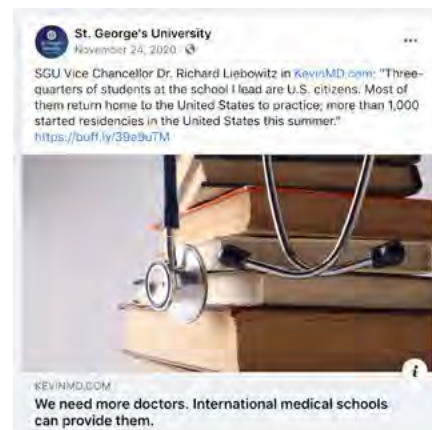 St. George's University
November 24, 2020
SGU Vice Chancellor Dr. Richard Liebowitz in KevinMD.com: "Three-
quarters of students at the school I lead are U.S. citizens. Most of
them return home to the United States to practice; more than 1,000
started residencies in the United States this summer."
https://buff.ly/39e9uTM
KEVINMD.COM
We need more doctors. International medical schools
can provide them.